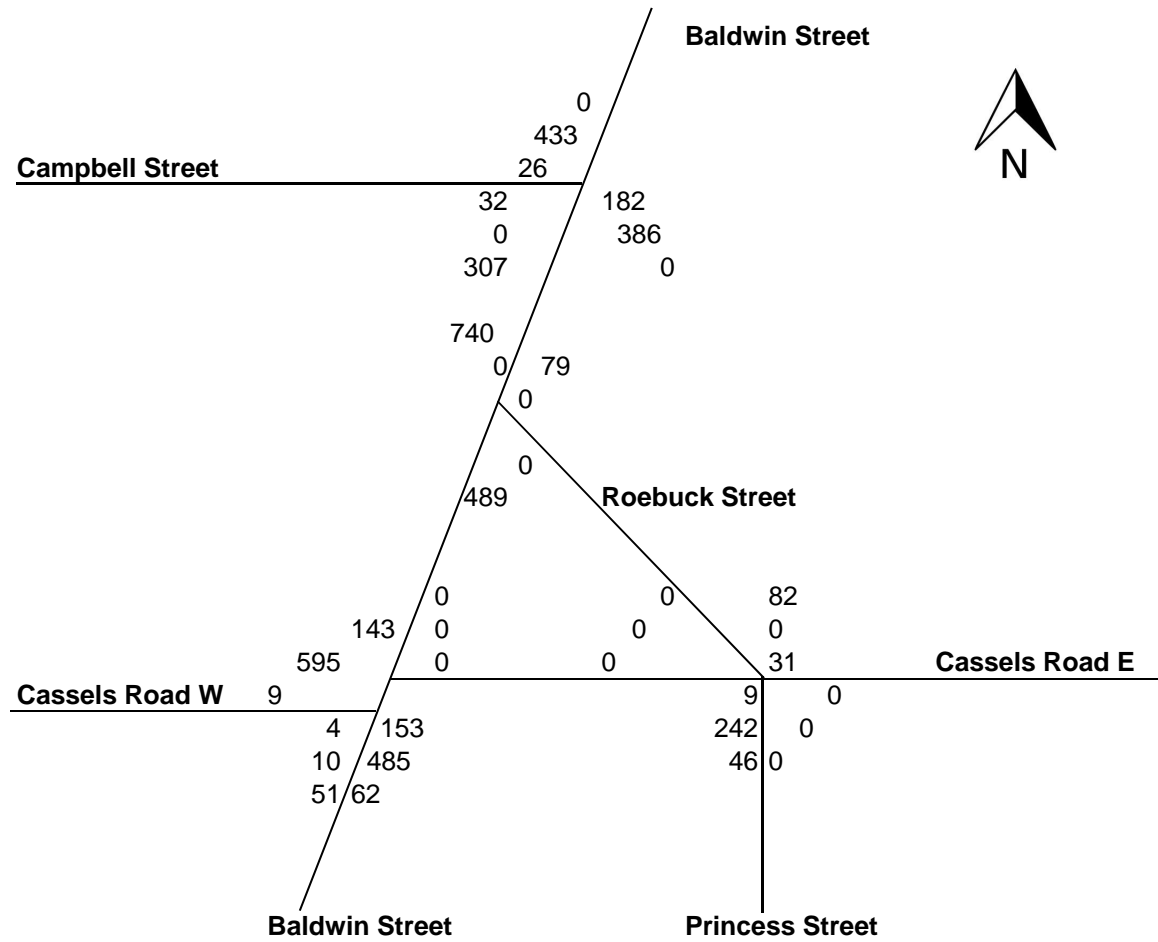 Baldwin Street
0
433
Campbell Street 26
N
32 182
0 386
307 0
740
0 79
0
0
489 Roebuck Street
0 0 82
143 0 0 0
595 0 0 31 Cassels Road E
Cassels Road W 9 9 0
4 153 242 0
10 485 46 0
51 62
Baldwin Street Princess Street